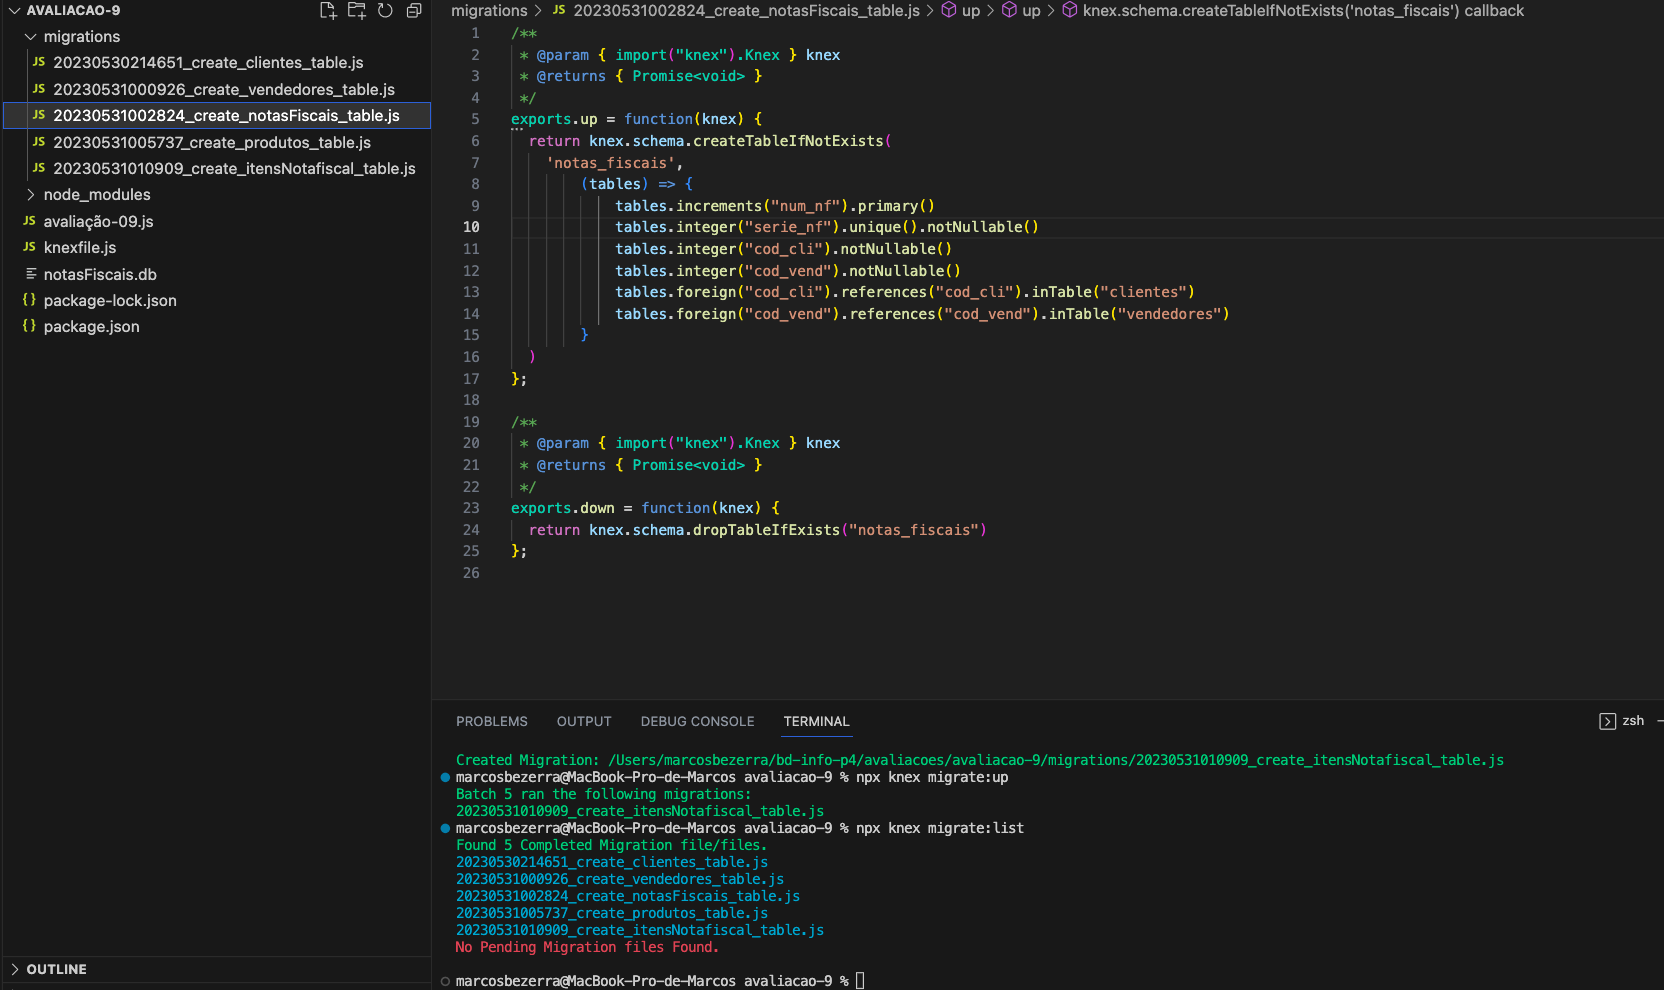 AVALIACAO-9
migrations
JS 20230530214651_create_clientes_table.js
JS 20230531000926_create_vendedores_table.js
JS 20230531002824_create_notasFiscais_table.js
JS 20230531005737_create_produtos_table.js
JS 20230531010909_create_itensNotafiscal_table.js
node_modules
JS avaliação-09.js
JS knexfile.js
notasFiscais.db
{} package-lock.json
{} package.json
OUTLINE
migrations > JS 20230531002824_create_notasFiscais_table.js > up > up > knex.schema.createTableIfNotExists('notas_fiscais') callback
1 /**
2 * @param { import("knex").Knex } knex
3 * @returns { Promise<void> }
4 */
5 exports.up = function(knex) {
6 return knex.schema.createTableIfNotExists(
7 'notas_fiscais',
8 (tables) => {
9 tables.increments("num_nf").primary()
10 tables.integer("serie_nf").unique().notNullable()
11 tables.integer("cod_cli").notNullable()
12 tables.integer("cod_vend").notNullable()
13 tables.foreign("cod_cli").references("cod_cli").inTable("clientes")
14 tables.foreign("cod_vend").references("cod_vend").inTable("vendedores")
15 }
16 )
17 };
18
19 /**
20 * @param { import("knex").Knex } knex
21 * @returns { Promise<void> }
22 */
23 exports.down = function(knex) {
24 return knex.schema.dropTableIfExists("notas_fiscais")
25 };
26
PROBLEMS OUTPUT DEBUG CONSOLE TERMINAL zsh
Created Migration: /Users/marcosbezerra/bd-info-p4/avaliacoes/avaliacao-9/migrations/20230531010909_create_itensNotafiscal_table.js
marcosbezerra@MacBook-Pro-de-Marcos avaliacao-9 % npx knex migrate:up
Batch 5 ran the following migrations:
20230531010909_create_itensNotafiscal_table.js
marcosbezerra@MacBook-Pro-de-Marcos avaliacao-9 % npx knex migrate:list
Found 5 Completed Migration file/files.
20230530214651_create_clientes_table.js
20230531000926_create_vendedores_table.js
20230531002824_create_notasFiscais_table.js
20230531005737_create_produtos_table.js
20230531010909_create_itensNotafiscal_table.js
No Pending Migration files Found.
marcosbezerra@MacBook-Pro-de-Marcos avaliacao-9 %